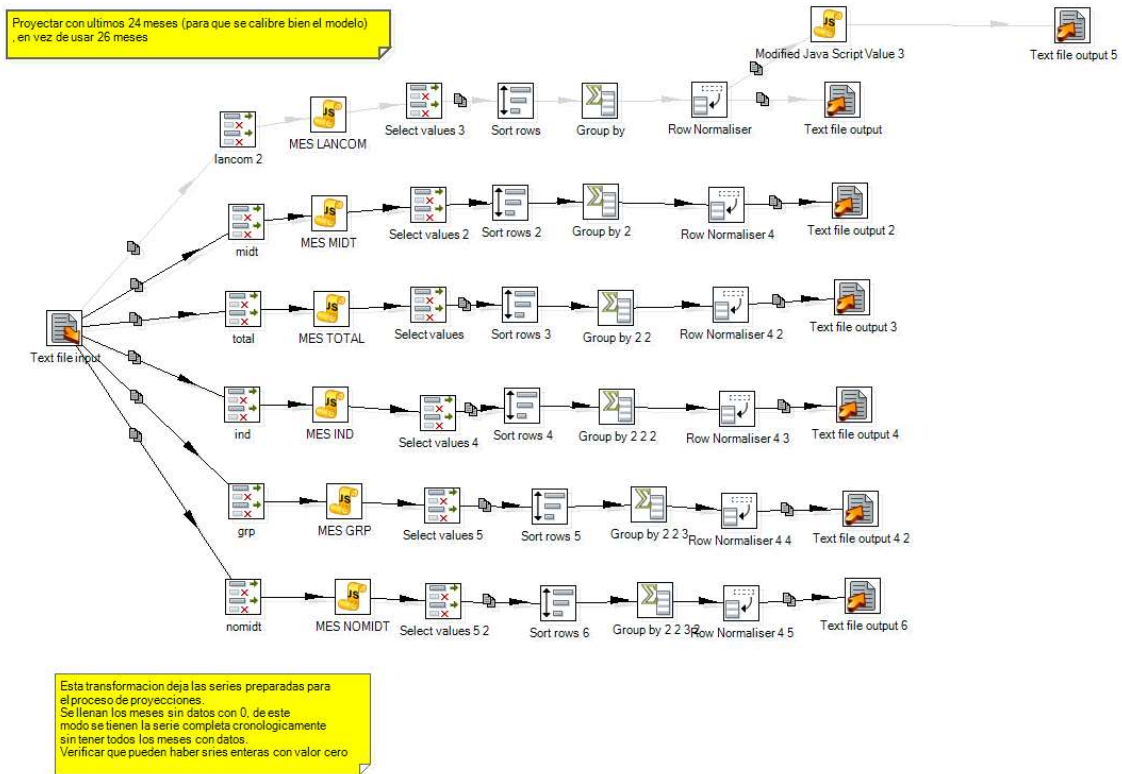 Proyectar con ultimos 24 meses (para que se calibre bien el modelo)
, en vez de usar 26 meses
Modified Java Script Value 3
Text file output 5
lancom 2
MES LANCOM
Select values 3
Sort rows
Group by
Row Normaliser
Text file output
midt
MES MIDT
Select values 2
Sort rows 2
Group by 2
Row Normaliser 4
Text file output 2
Text file input
total
MES TOTAL
Select values
Sort rows 3
Group by 2 2
Row Normaliser 4 2
Text file output 3
ind
MES IND
Select values 4
Sort rows 4
Group by 2 2 2
Row Normaliser 4 3
Text file output 4
grp
MES GRP
Select values 5
Sort rows 5
Group by 2 2 3
Row Normaliser 4 4
Text file output 4 2
nomidt
MES NOMIDT
Select values 5 2
Sort rows 6
Group by 2 2 3 2
Row Normaliser 4 5
Text file output 6
Esta transformacion deja las series preparadas para
el proceso de proyecciones.
Se llenan los meses sin datos con 0, de este
modo se tienen la serie completa cronologicamente
sin tener todos los meses con datos.
Verificar que pueden haber sries enteras con valor cero